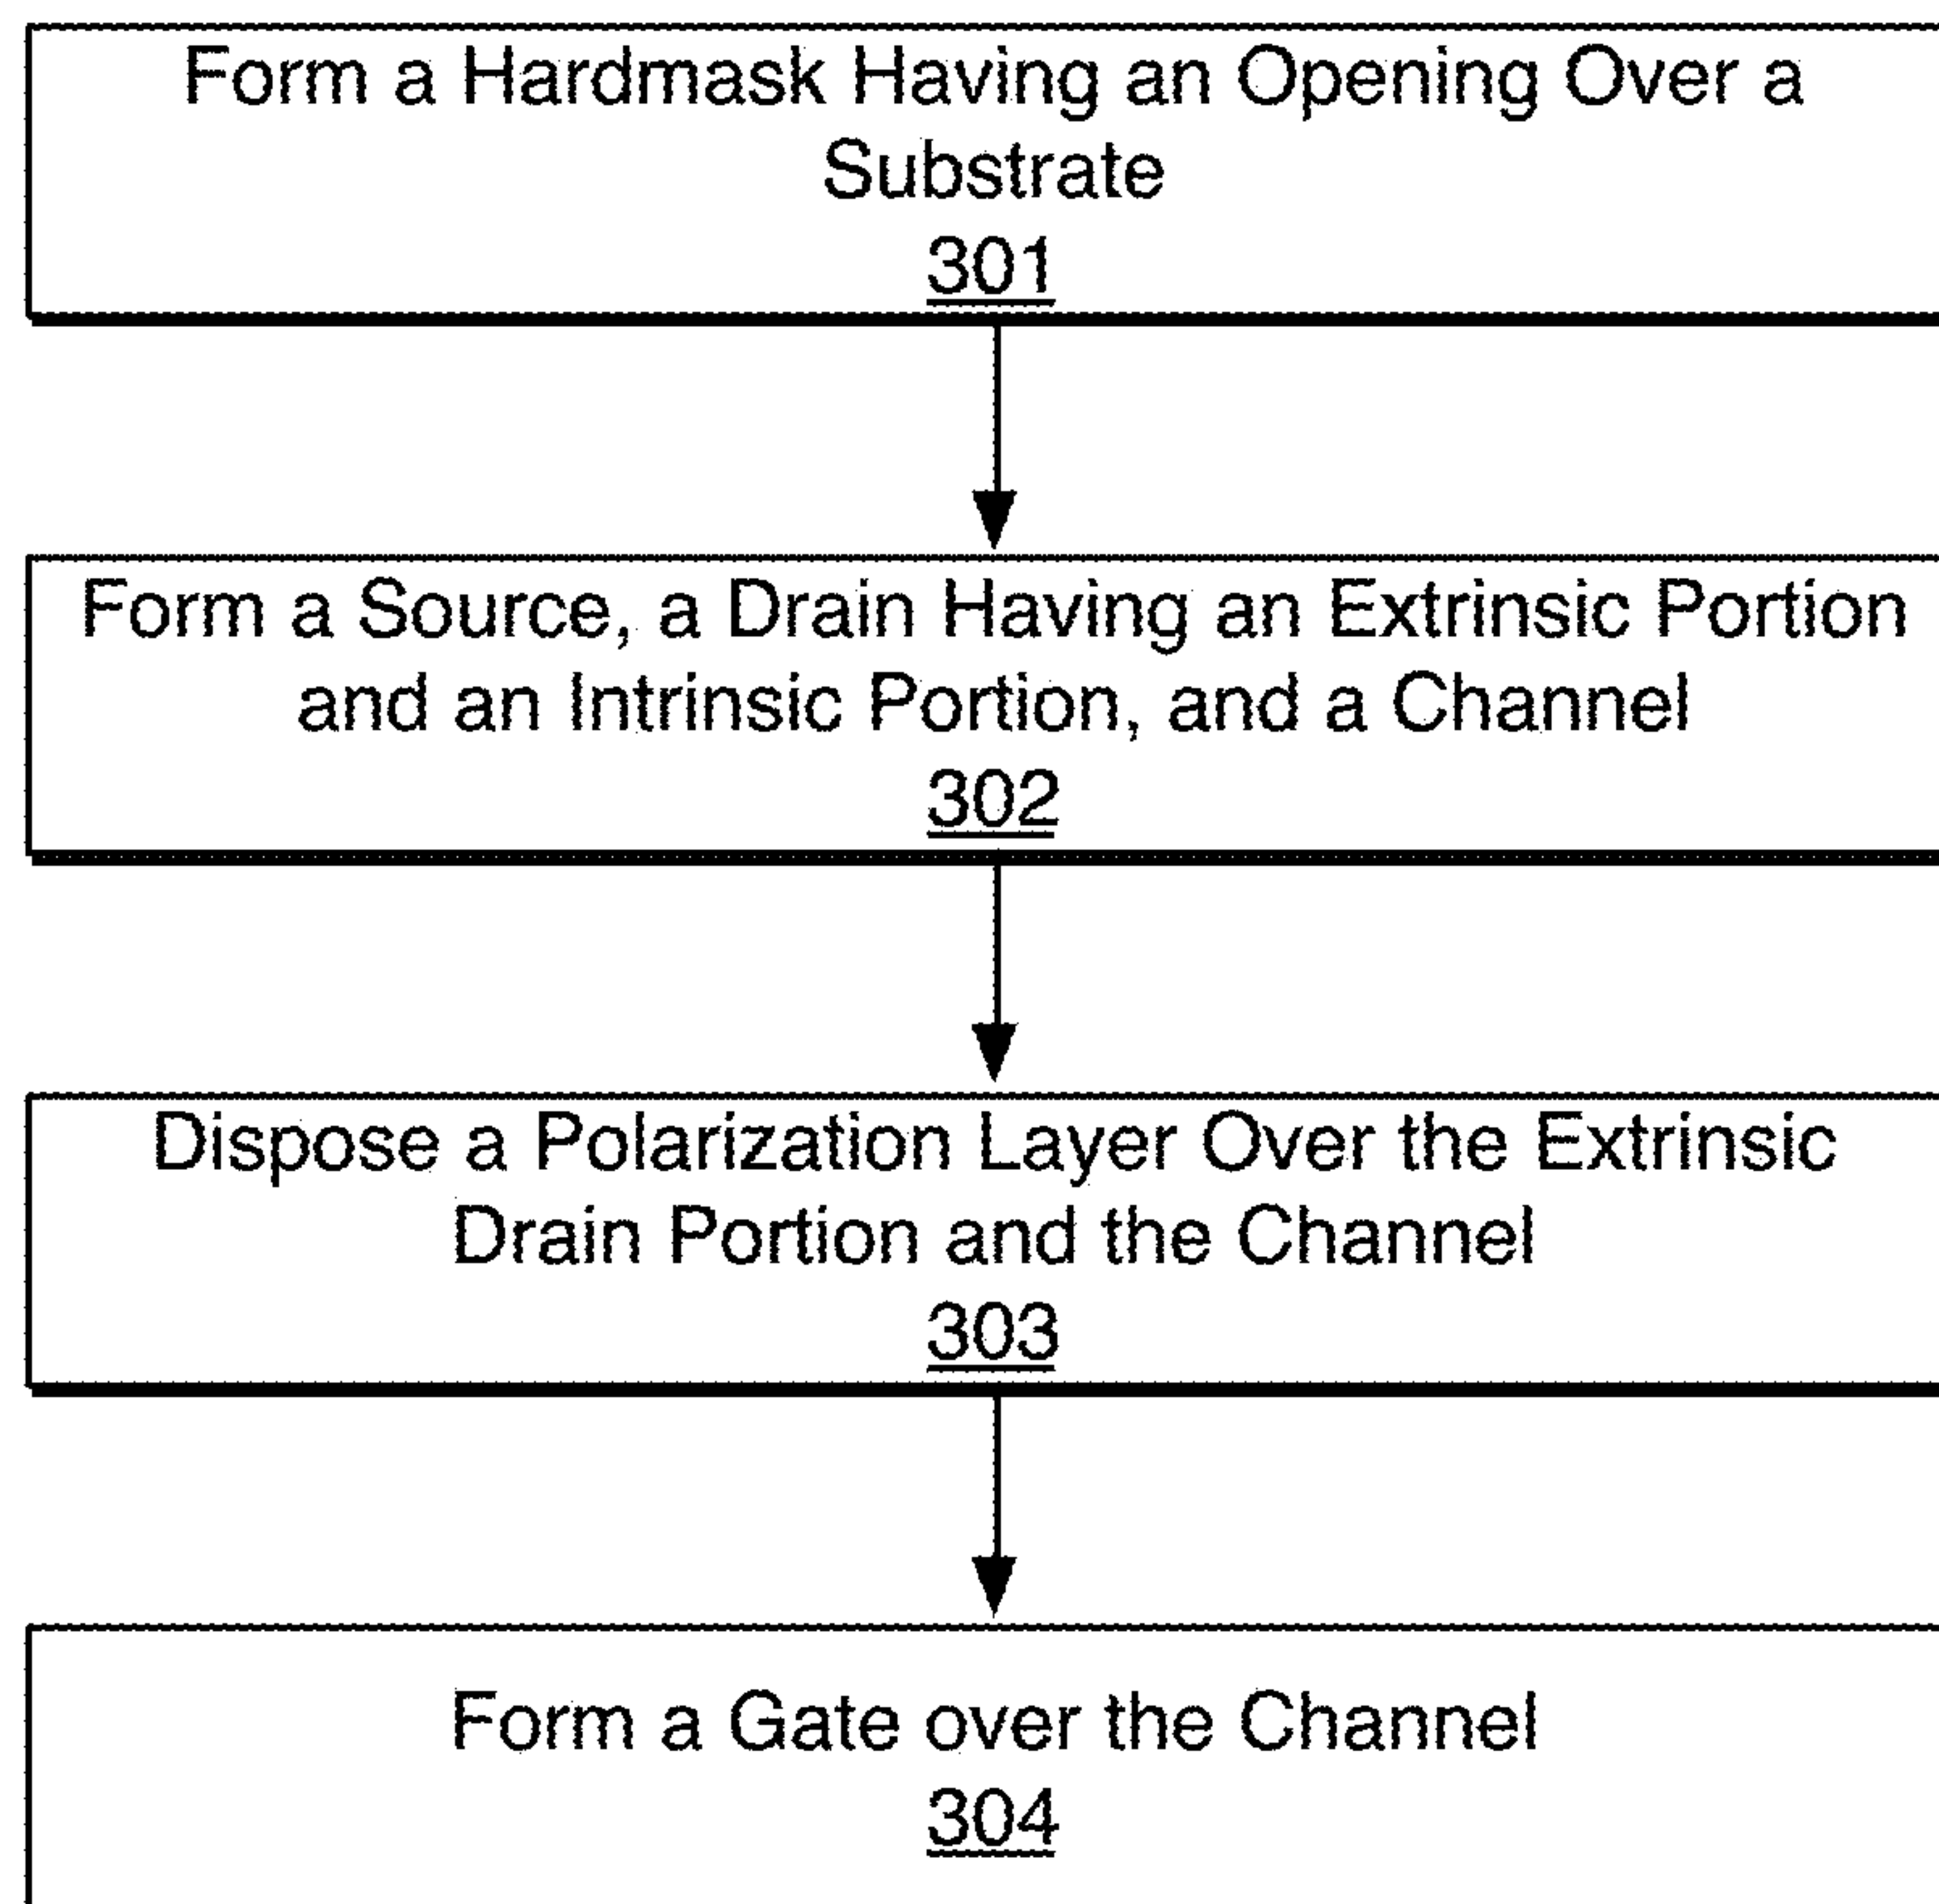 Form a Hardmask Having an Opening Over a
Substrate
301
Form a Source, a Drain Having an Extrinsic Portion
and an Intrinsic Portion, and a Channel
302
Dispose a Polarization Layer Over the Extrinsic
Drain Portion and the Channel
303
Form a Gate over the Channel
304